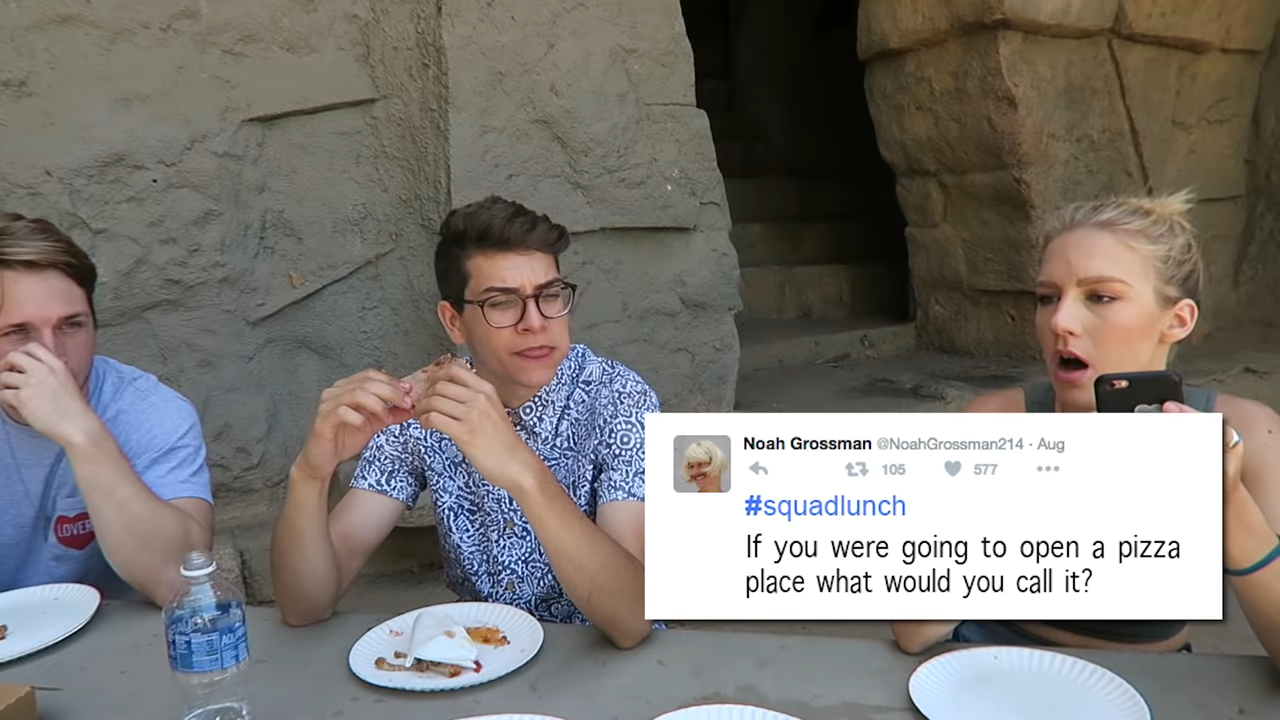 Noah Grossman @NoahGrossman214 · Aug
105 577
#squadlunch
If you were going to open a pizza
place what would you call it?
LOVER